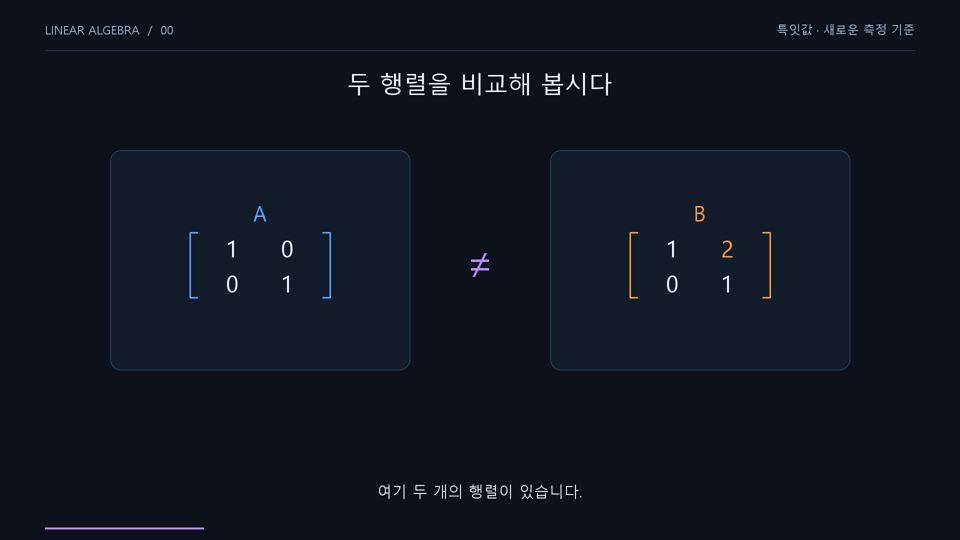 LINEAR ALGEBRA / 00
특잇값 · 새로운 측정 기준
두 행렬을 비교해 봅시다
A
1 0
0 1
≠
B
1 2
0 1
여기 두 개의 행렬이 있습니다.